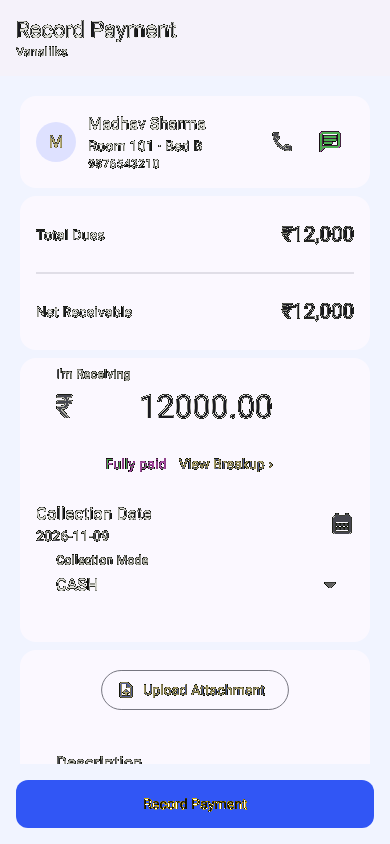 Record Payment
Vanallka
M
Madhav Sharma
Room 101 - Bed B
9876543210
Total Dues
₹12,000
Net Receivable
₹12,000
I'm Receiving
₹ 12000.00
Fully paid View Breakup ›
Collection Date
2026-11-09
Collection Mode
CASH
Upload Attachment
Description
Record Payment